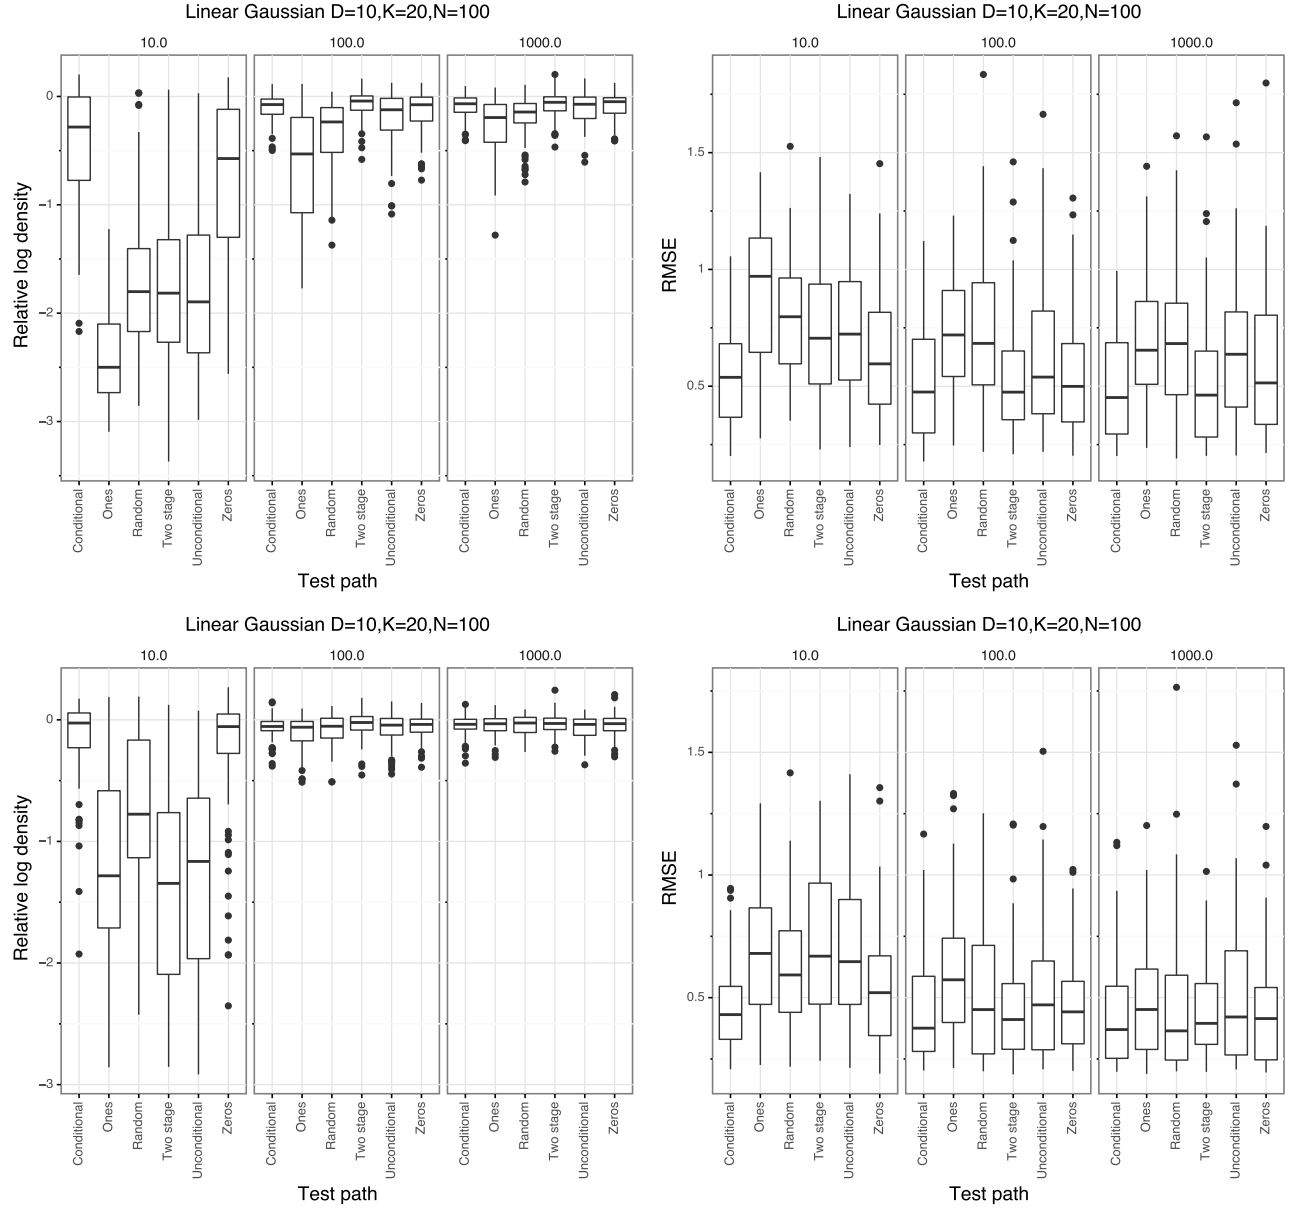 Linear Gaussian D=10,K=20,N=100
10.0 100.0 1000.0
Relative log density
0
−1
−2
−3
Conditional Ones Random Two stage Unconditional Zeros Conditional Ones Random Two stage Unconditional Zeros Conditional Ones Random Two stage Unconditional Zeros
Test path
Linear Gaussian D=10,K=20,N=100
10.0 100.0 1000.0
RMSE
1.5
1
0.5
Conditional Ones Random Two stage Unconditional Zeros Conditional Ones Random Two stage Unconditional Zeros Conditional Ones Random Two stage Unconditional Zeros
Test path
Linear Gaussian D=10,K=20,N=100
10.0 100.0 1000.0
Relative log density
0
−1
−2
−3
Conditional Ones Random Two stage Unconditional Zeros Conditional Ones Random Two stage Unconditional Zeros Conditional Ones Random Two stage Unconditional Zeros
Test path
Linear Gaussian D=10,K=20,N=100
10.0 100.0 1000.0
RMSE
1.5
1
0.5
Conditional Ones Random Two stage Unconditional Zeros Conditional Ones Random Two stage Unconditional Zeros Conditional Ones Random Two stage Unconditional Zeros
Test path